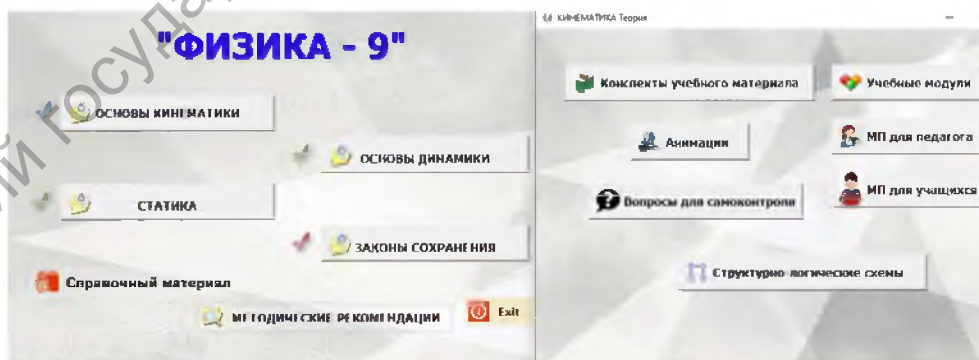 "ФИЗИКА - 9"
ОСНОВЫ КИНЕМАТИКИ
ОСНОВЫ ДИНАМИКИ
СТАТИКА
ЗАКОНЫ СОХРАНЕНИЯ
Справочный материал
МЕТОДИЧЕСКИЕ РЕКОМЕНДАЦИИ
Exit
КИНЕМАТИКА Теория
Конспекты учебного материала
Учебные модули
Анимации
МП для педагога
Вопросы для самоконтроля
МП для учащихся
Структурно-логические схемы